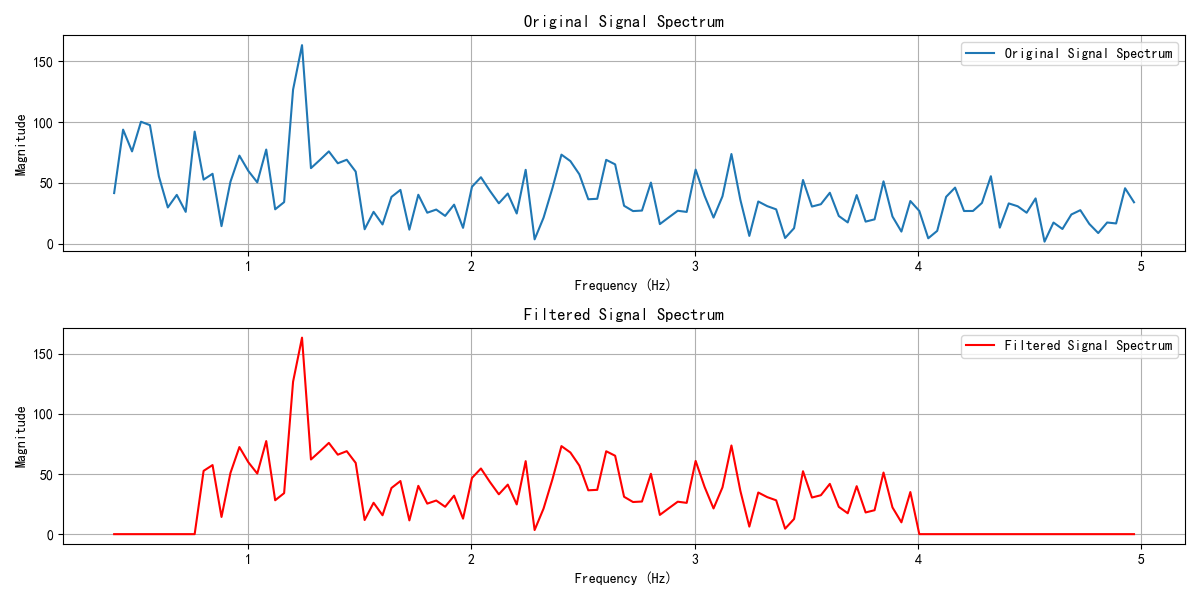 Original Signal Spectrum
Original Signal Spectrum
Magnitude
150
100
50
0
1 2 3 4 5
Frequency (Hz)
Filtered Signal Spectrum
Filtered Signal Spectrum
Magnitude
150
100
50
0
1 2 3 4 5
Frequency (Hz)